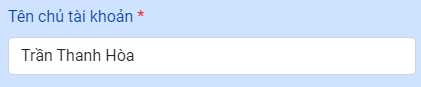 Tên chủ tài khoản *
Trần Thanh Hòa